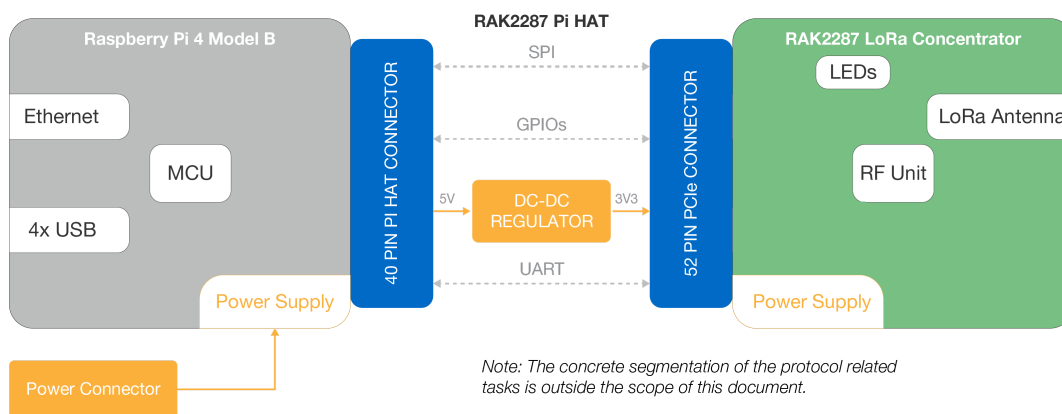 RAK2287 Pi HAT
Raspberry Pi 4 Model B
Ethernet
MCU
4x USB
Power Supply
Power Connector
40 PIN PI HAT CONNECTOR
SPI
GPIOs
5V
DC-DC
REGULATOR
3V3
UART
52 PIN PCIe CONNECTOR
RAK2287 LoRa Concentrator
LEDs
LoRa Antenna
RF Unit
Power Supply
Note: The concrete segmentation of the protocol related
tasks is outside the scope of this document.